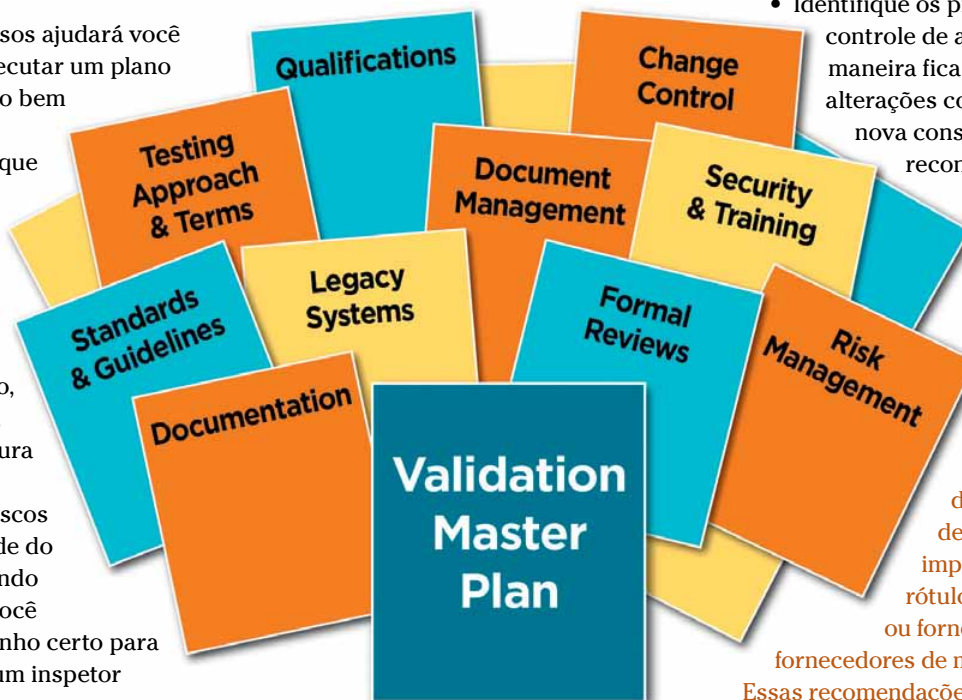 sos ajudará você
ecutar um plano
o bem
que
o,
ura
scos
de do
ndo
ocê
nho certo para
um inspetor
Qualifications
Change
Control
Testing
Approach
& Terms
Document
Management
Security
& Training
Standards
& Guidelines
Legacy
Systems
Formal
Reviews
Risk
Management
Documentation
Validation
Master
Plan
• Identifique os p
controle de a
maneira fica
alterações co
nova cons
recon
d
de
imp
rótulo
ou forne
fornecedores de m
Essas recomendaçõe